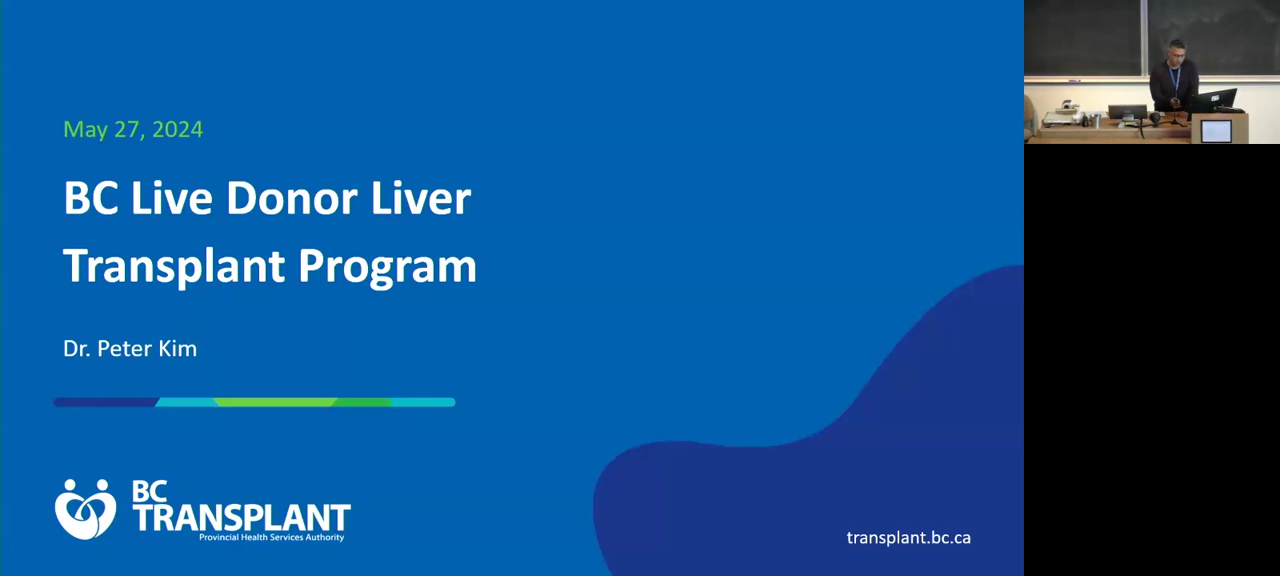 May 27, 2024
BC Live Donor Liver
Transplant Program
Dr. Peter Kim
BC
TRANSPLANT
Provincial Health Services Authority
transplant.bc.ca